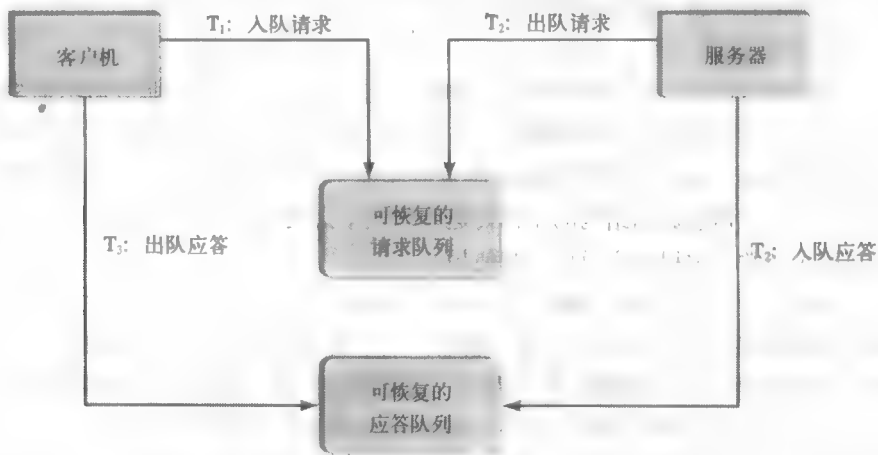 T₁: 入队请求
T₂: 出队请求
客户机
服务器
可恢复的
请求队列
T₃: 出队应答
T₂: 入队应答
可恢复的
应答队列